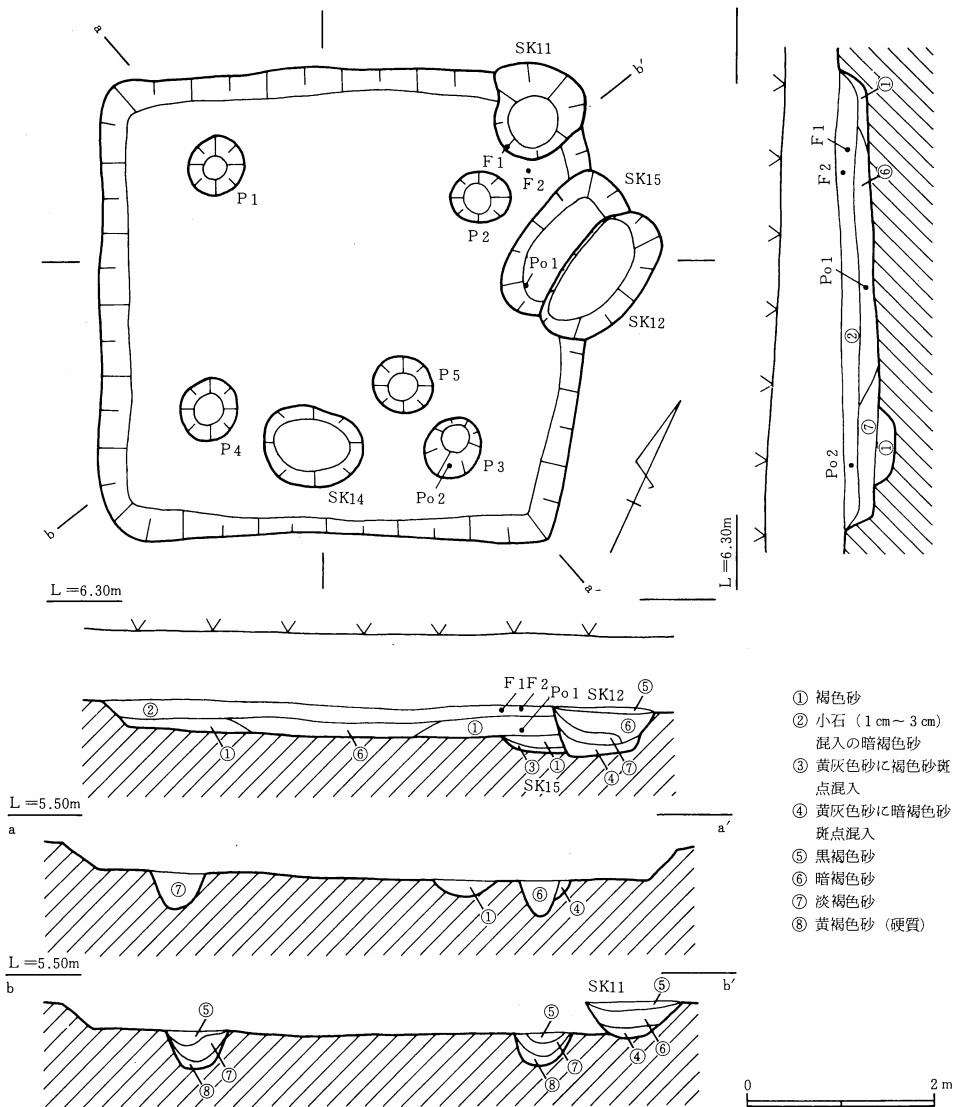 a
SK11
b′
F1
F2
SK15
P1
P2
Po1
SK12
P5
P4
P3
SK14
Po2
b
a′
L＝6.30m
①
F1
F2
⑥
Po1
②
⑦
①
Po2
L＝6.30m
F1 F2
Po1 SK12
⑤
②
①
⑥
①
⑥
③
①
④
⑦
SK15
L＝5.50m
a
a′
⑦
①
⑥
④
L＝5.50m
b
b′
SK11
⑤
⑤
⑤
⑦
⑧
⑦
⑧
④
⑥
① 褐色砂
② 小石（1㎝～3㎝）
混入の暗褐色砂
③ 黄灰色砂に褐色砂斑
点混入
④ 黄灰色砂に暗褐色砂
斑点混入
⑤ 黒褐色砂
⑥ 暗褐色砂
⑦ 淡褐色砂
⑧ 黄褐色砂（硬質）
0
2 m